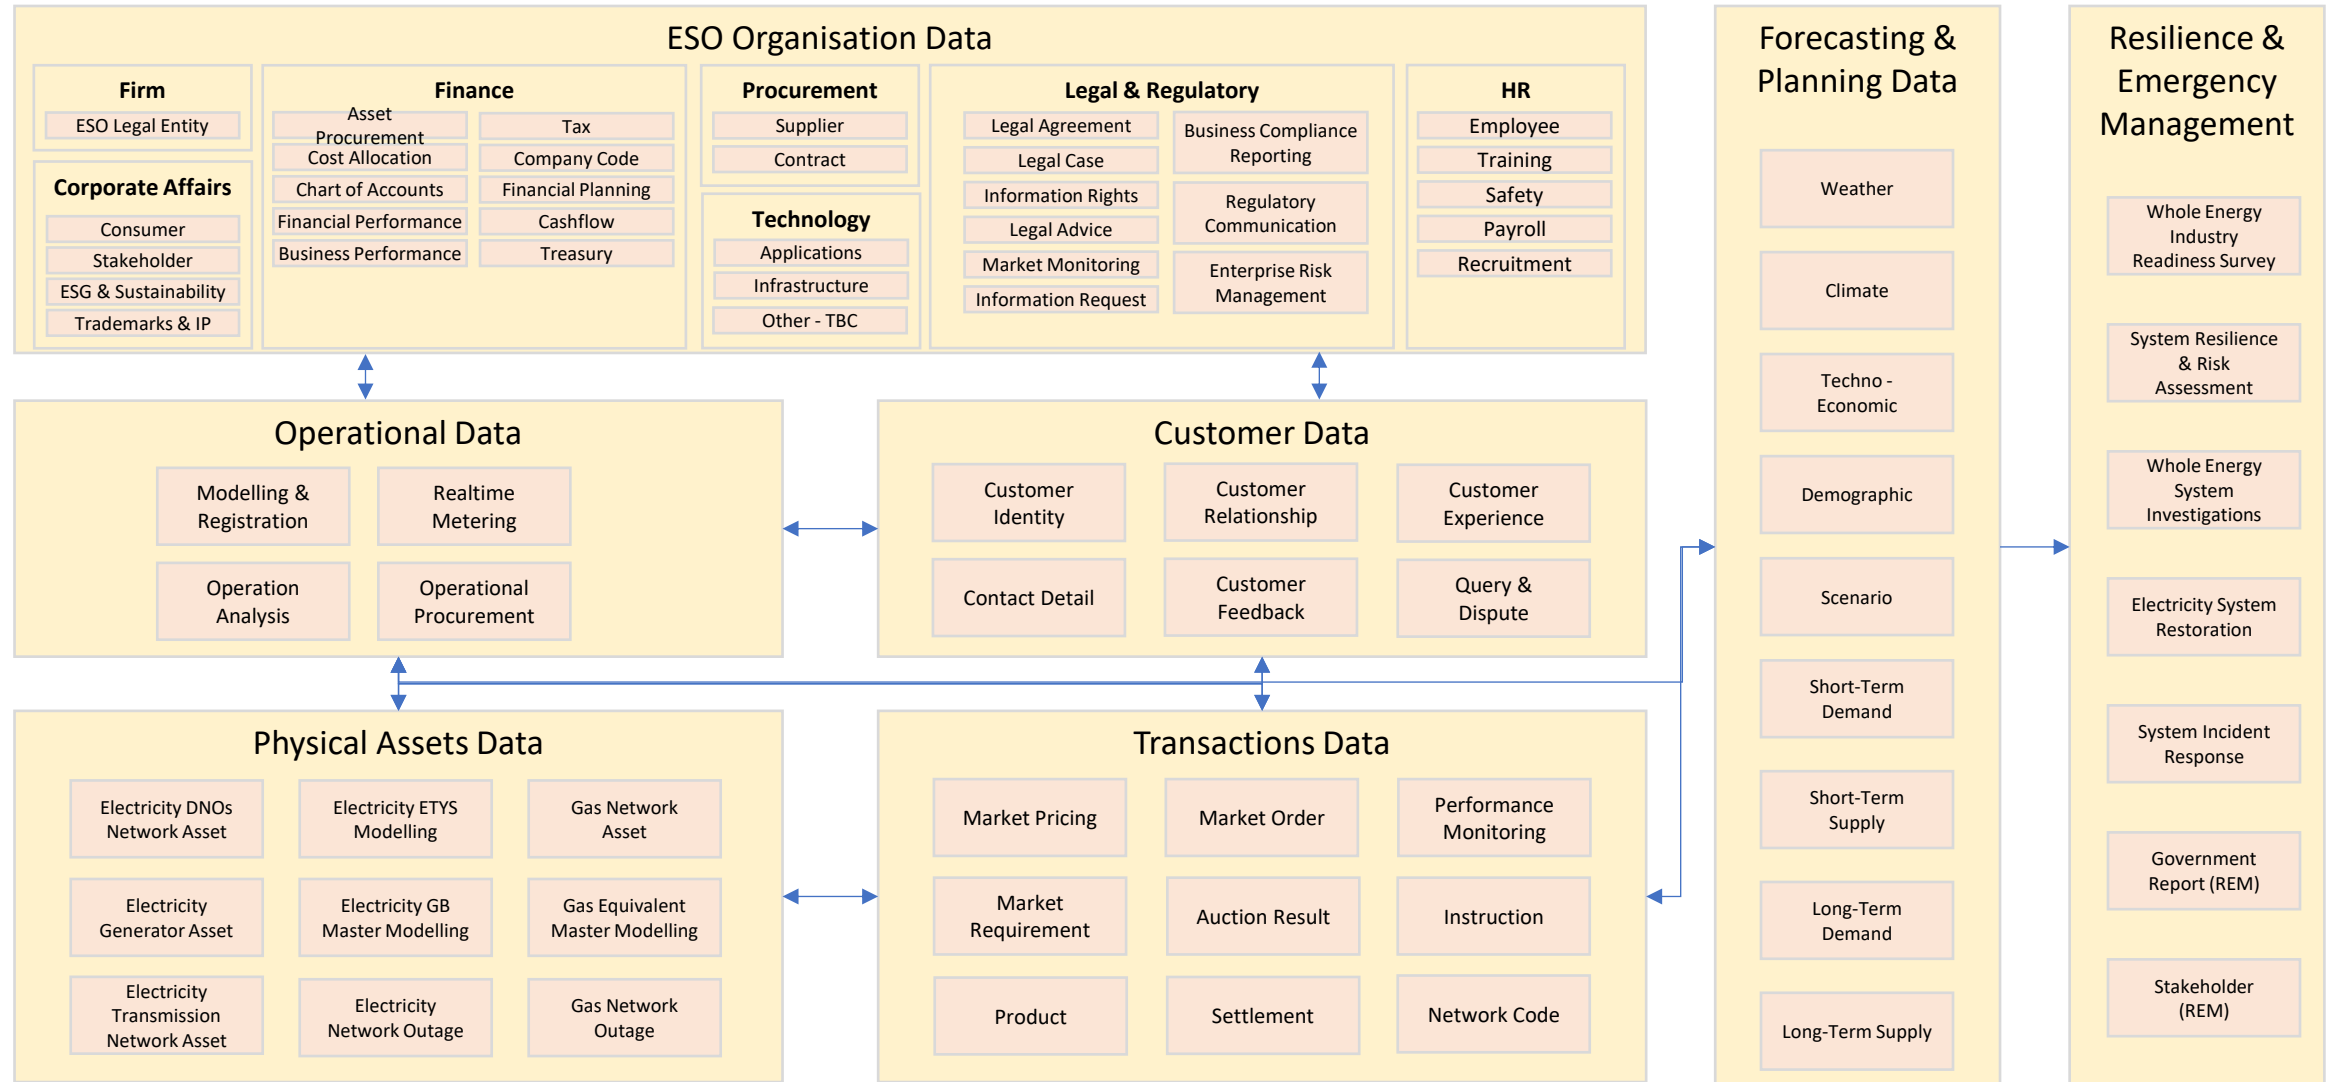 ESO Organisation Data
Firm
ESO Legal Entity
Corporate Affairs
Consumer
Stakeholder
ESG & Sustainability
Trademarks & IP
Finance
Asset
Procurement
Cost Allocation
Chart of Accounts
Financial Performance
Business Performance
Tax
Company Code
Financial Planning
Cashflow
Treasury
Procurement
Supplier
Contract
Technology
Applications
Infrastructure
Other - TBC
Legal & Regulatory
Legal Agreement
Legal Case
Information Rights
Legal Advice
Market Monitoring
Information Request
Business Compliance
Reporting
Regulatory
Communication
Enterprise Risk
Management
HR
Employee
Training
Safety
Payroll
Recruitment
Operational Data
Modelling &
Registration
Realtime
Metering
Operation
Analysis
Operational
Procurement
Customer Data
Customer
Identity
Customer
Relationship
Customer
Experience
Contact Detail
Customer
Feedback
Query &
Dispute
Physical Assets Data
Electricity DNOs
Network Asset
Electricity ETYS
Modelling
Gas Network
Asset
Electricity
Generator Asset
Electricity GB
Master Modelling
Gas Equivalent
Master Modelling
Electricity
Transmission
Network Asset
Electricity
Network Outage
Gas Network
Outage
Transactions Data
Market Pricing
Market Order
Performance
Monitoring
Market
Requirement
Auction Result
Instruction
Product
Settlement
Network Code
Forecasting &
Planning Data
Weather
Climate
Techno -
Economic
Demographic
Scenario
Short-Term
Demand
Short-Term
Supply
Long-Term
Demand
Long-Term Supply
Resilience &
Emergency
Management
Whole Energy
Industry
Readiness Survey
System Resilience
& Risk
Assessment
Whole Energy
System
Investigations
Electricity System
Restoration
System Incident
Response
Government
Report (REM)
Stakeholder
(REM)